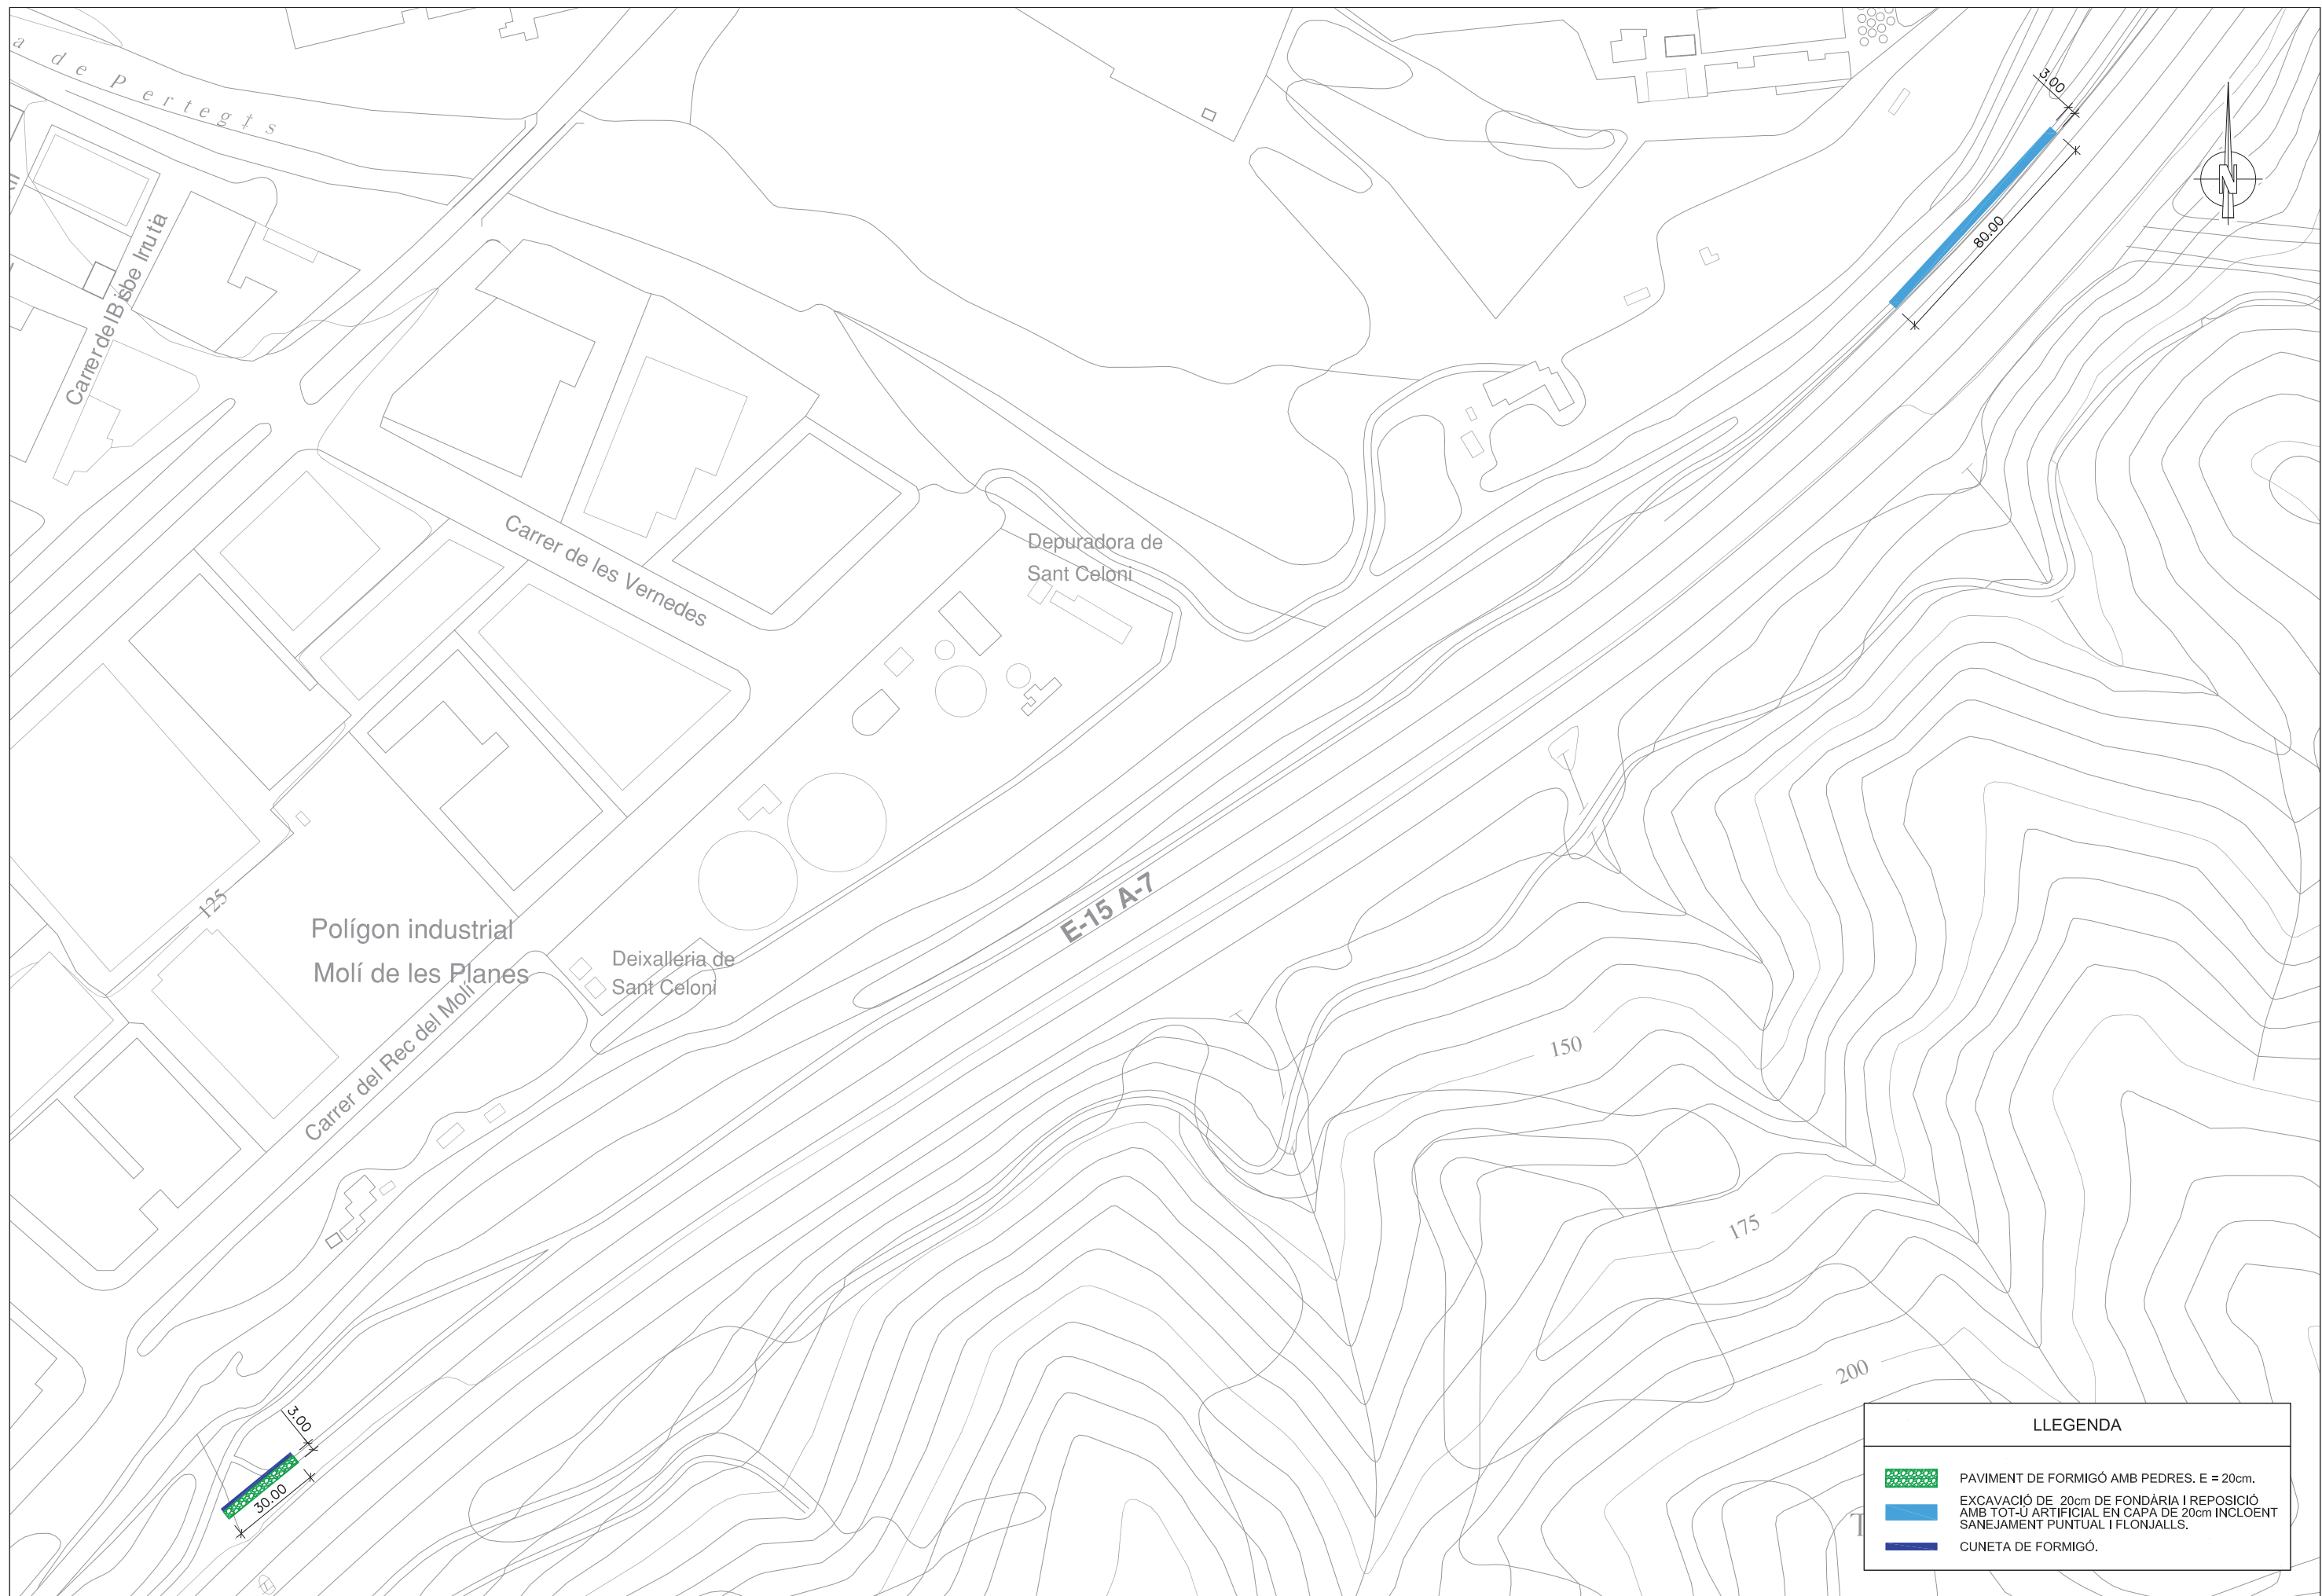 a de Pertegàs
3.00
N
80.00
Carrer del Bisbe Irrutia
Carrer de les Vernedes
Depuradora de
Sant Celoni
E-15 A-7
125
Polígon industrial
Molí de les Planes
Deixalleria de
Sant Celoni
Carrer del Rec del Molí
150
175
200
3.00
30.00
LLEGENDA
PAVIMENT DE FORMIGÓ AMB PEDRES. E = 20cm.
EXCAVACIÓ DE 20cm DE FONDÀRIA I REPOSICIÓ
AMB TOT-Ú ARTIFICIAL EN CAPA DE 20cm INCLOENT
SANEJAMENT PUNTUAL I FLONJALLS.
CUNETA DE FORMIGÓ.
T